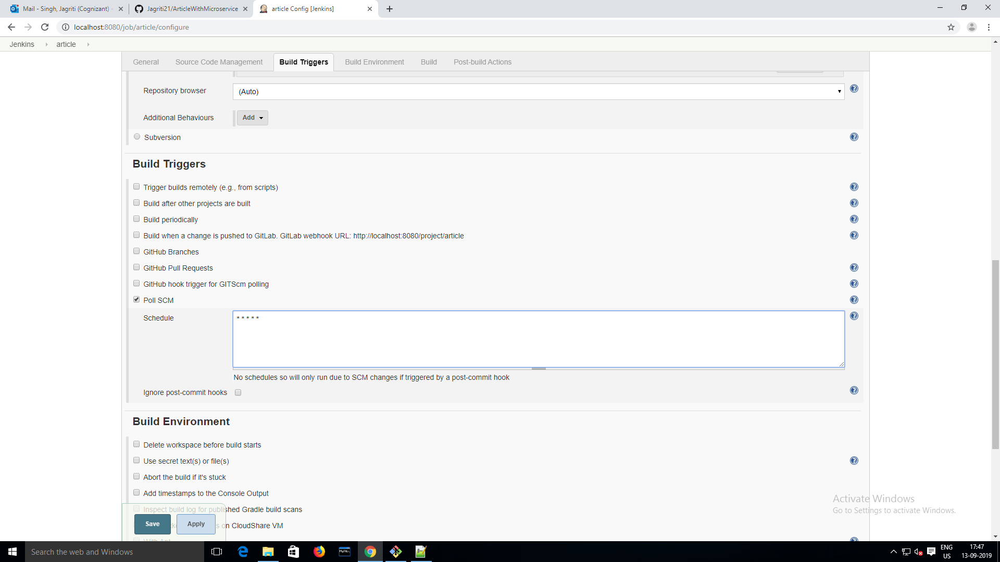 Mail - Singh, Jagriti (Cognizant) -
Jagriti21/ArticleWithMicroservice
article Config [Jenkins]
localhost:8080/job/article/configure
Jenkins
article
General
Source Code Management
Build Triggers
Build Environment
Build
Post-build Actions
Repository browser
(Auto)
Additional Behaviours
Add
Subversion
Build Triggers
Trigger builds remotely (e.g., from scripts)
Build after other projects are built
Build periodically
Build when a change is pushed to GitLab. GitLab webhook URL: http://localhost:8080/project/article
GitHub Branches
GitHub Pull Requests
GitHub hook trigger for GITScm polling
Poll SCM
Schedule
* * * * *
No schedules so will only run due to SCM changes if triggered by a post-commit hook
Ignore post-commit hooks
Build Environment
Delete workspace before build starts
Use secret text(s) or file(s)
Abort the build if it's stuck
Add timestamps to the Console Output
Inspect build log for published Gradle build scans
on CloudShare VM
With Ant
Save
Apply
Activate Windows
Go to Settings to activate Windows.
Search the web and Windows
ENG
US
17:47
13-09-2019